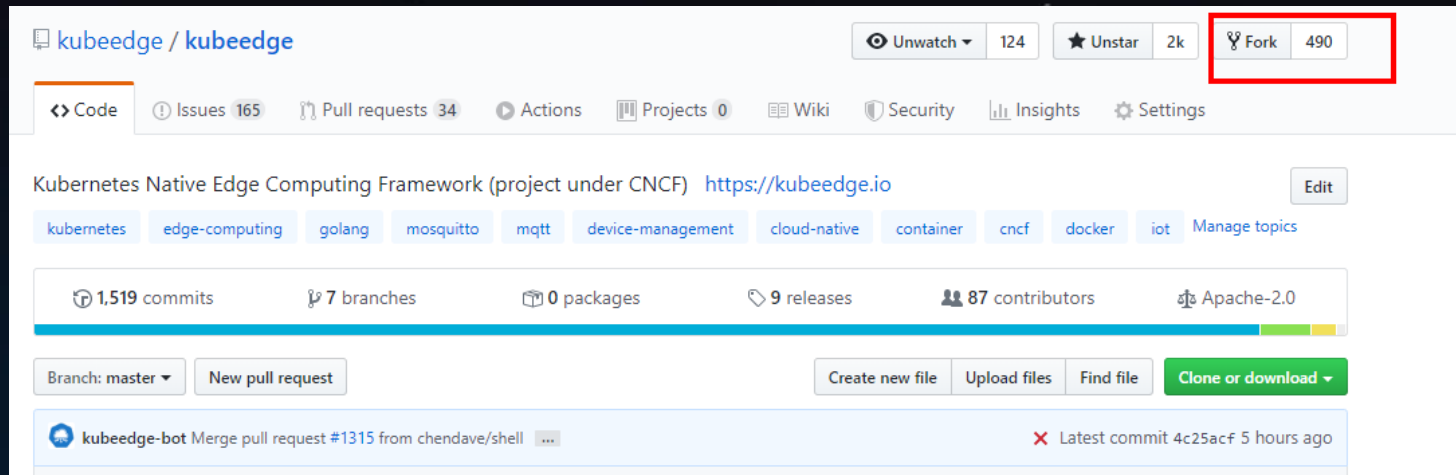 kubeedge / kubeedge
Unwatch 124 Unstar 2k Fork 490
Code Issues 165 Pull requests 34 Actions Projects 0 Wiki Security Insights Settings
Kubernetes Native Edge Computing Framework (project under CNCF) https://kubeedge.io Edit
kubernetes edge-computing golang mosquitto mqtt device-management cloud-native container cncf docker iot Manage topics
1,519 commits 7 branches 0 packages 9 releases 87 contributors Apache-2.0
Branch: master New pull request Create new file Upload files Find file Clone or download
kubeedge-bot Merge pull request #1315 from chendave/shell ... Latest commit 4c25acf 5 hours ago